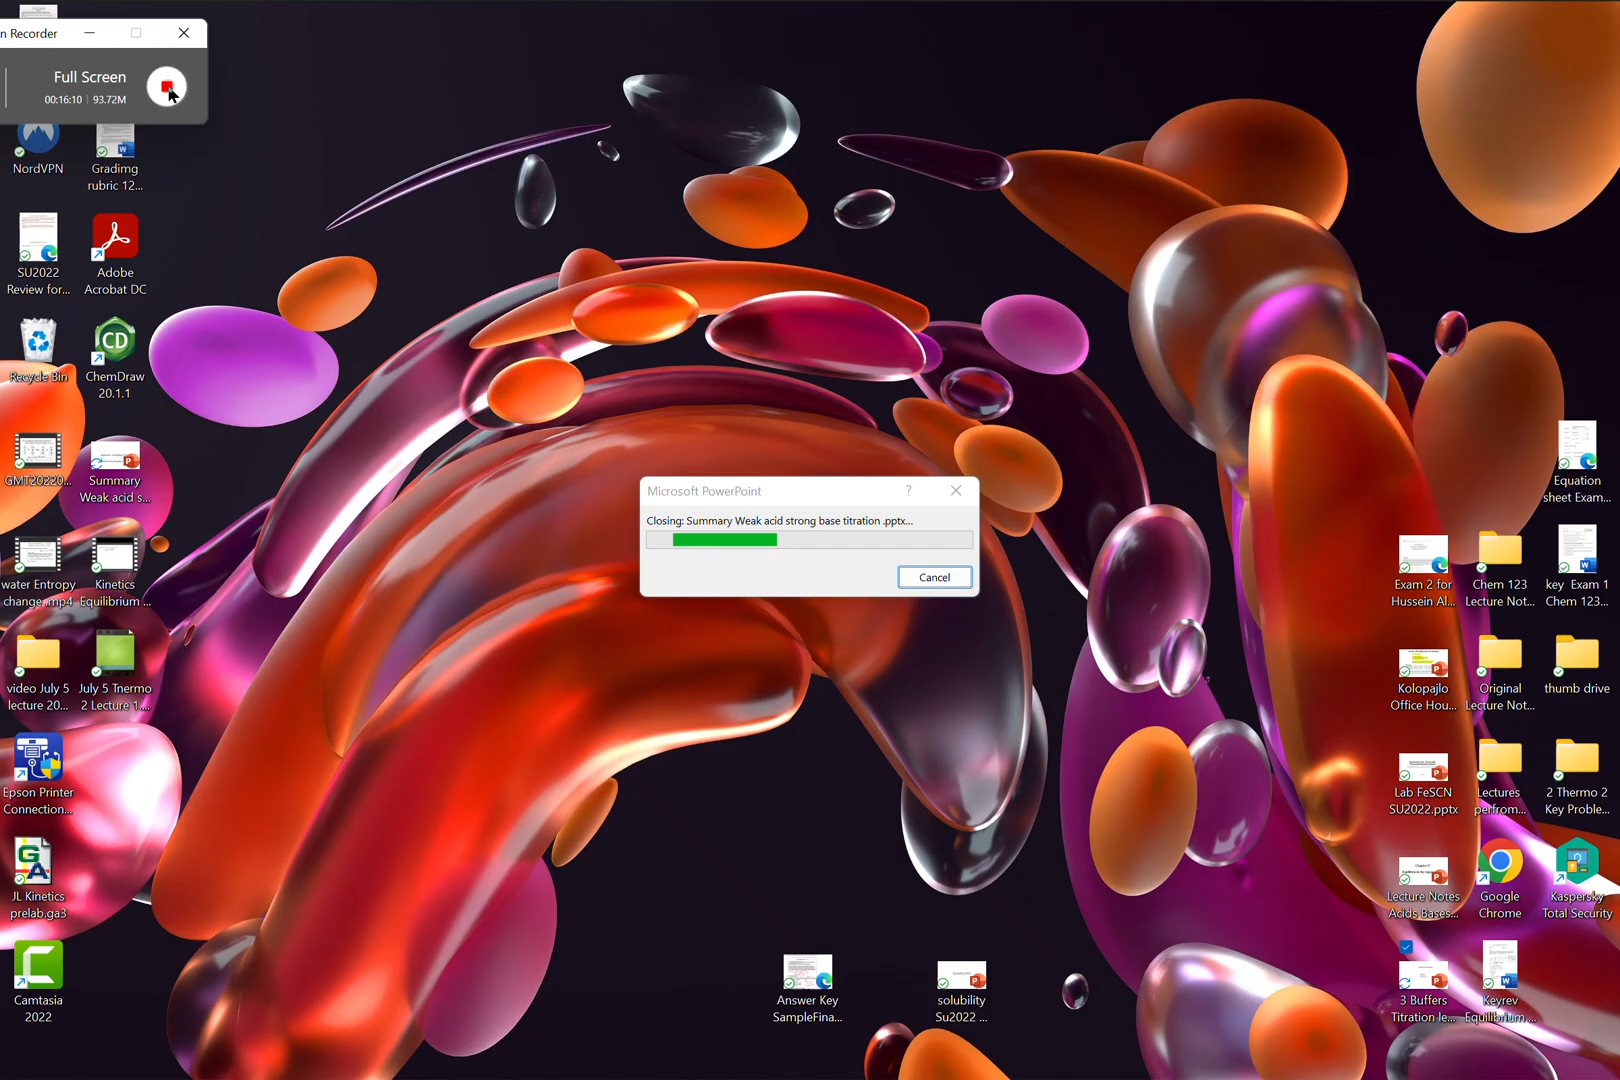 n Recorder
Full Screen
00:16:10 | 93.72M
NordVPN
Gradimg
rubric 12...
SU2022
Review for...
Adobe
Acrobat DC
Recycle Bin
ChemDraw
20.1.1
GMT20220...
Summary
Weak acid s...
water Entropy
change .mp4
Kinetics
Equilibrium ...
video July 5
lecture 20...
July 5 Tnermo
2 Lecture 1....
Epson Printer
Connection...
JL Kinetics
prelab.ga3
Camtasia
2022
Microsoft PowerPoint
Closing: Summary Weak acid strong base titration .pptx...
Cancel
Answer Key
SampleFina...
solubility
Su2022 ...
Equation
sheet Exam...
Exam 2 for
Hussein Al...
Chem 123
Lecture Not...
key Exam 1
Chem 123...
Kolopajlo
Office Hou...
Original
Lecture Not...
thumb drive
Lab FeSCN
SU2022.pptx
Lectures
perfrom...
2 Thermo 2
Key Proble...
Lecture Notes
Acids Bases...
Google
Chrome
Kaspersky
Total Security
3 Buffers
Titration le...
Keyrev
Equilibrium ...